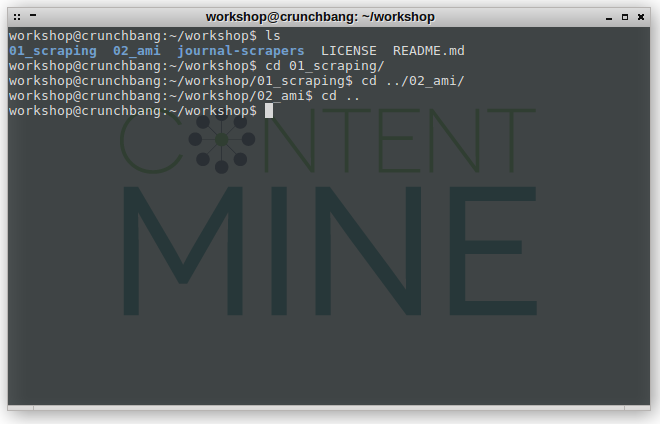 workshop@crunchbang: ~/workshop
workshop@crunchbang:~/workshop$ ls
01_scraping  02_ami  journal-scrapers  LICENSE  README.md
workshop@crunchbang:~/workshop$ cd 01_scraping/
workshop@crunchbang:~/workshop/01_scraping$ cd ../02_ami/
workshop@crunchbang:~/workshop/02_ami$ cd ..
workshop@crunchbang:~/workshop$
CONTENT
MINE